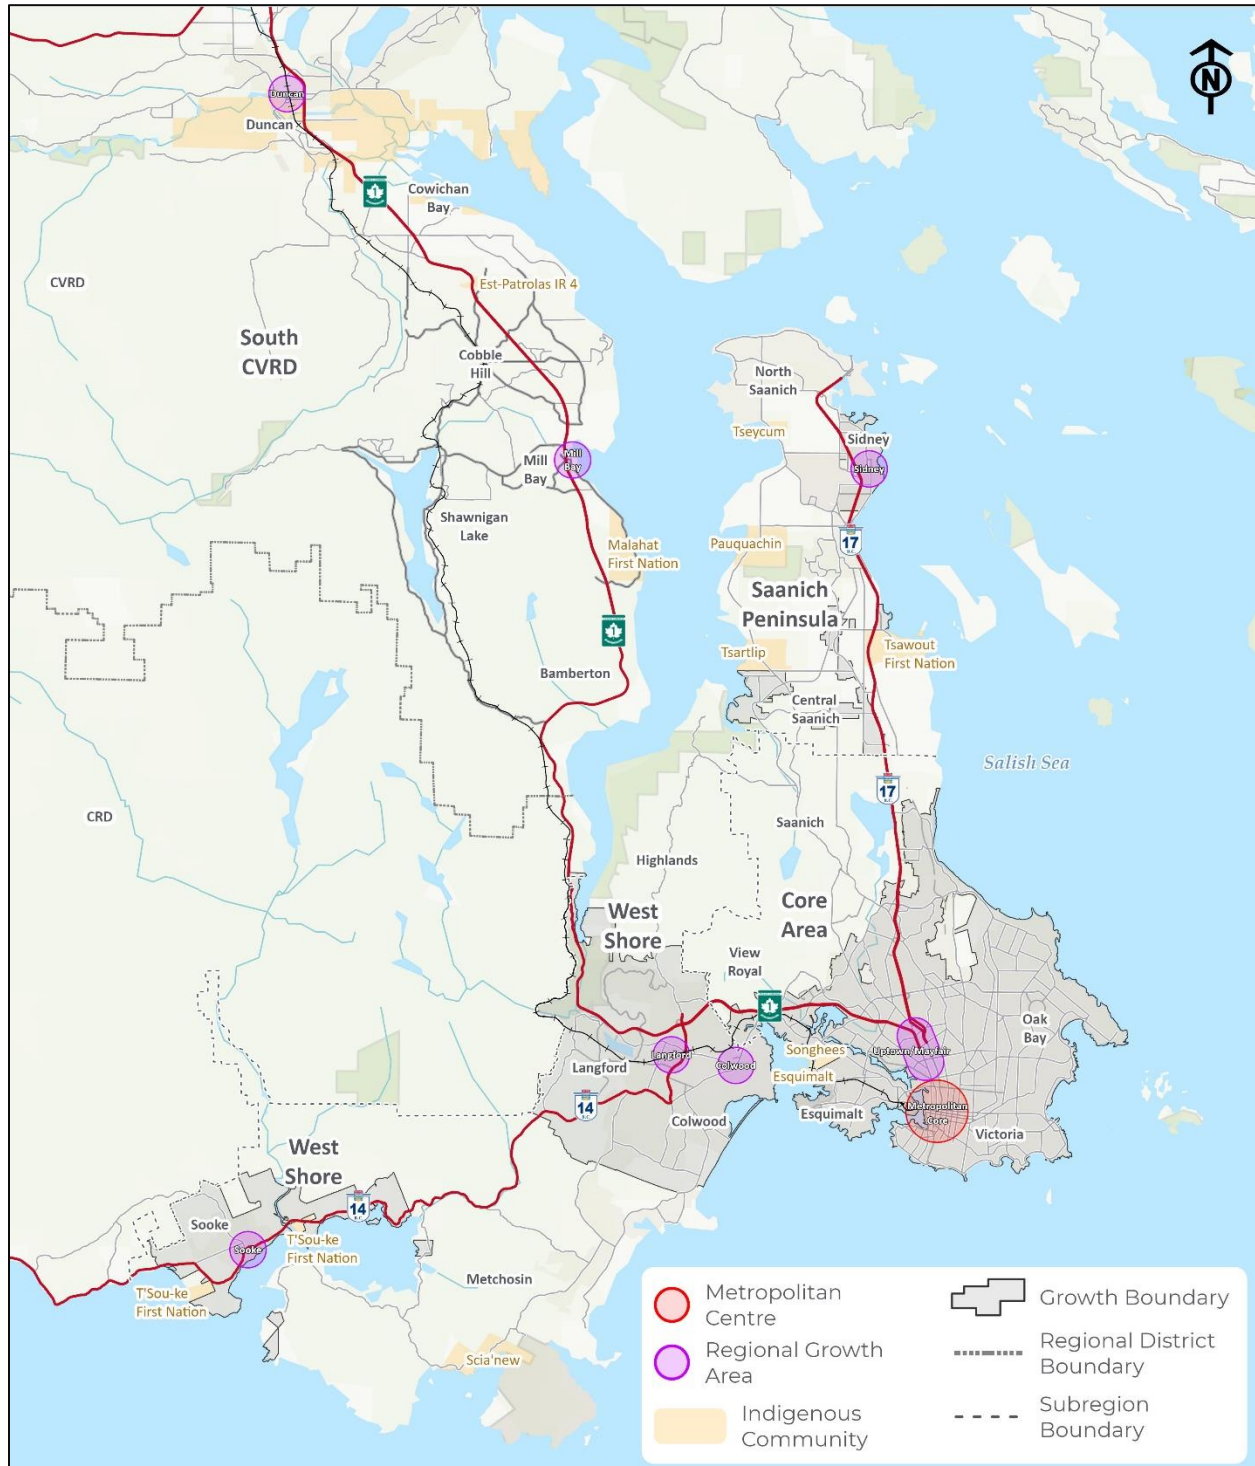 N
Duncan
Duncan
1
Cowichan
Bay
CVRD
Est-Patrolas IR 4
South
CVRD
Cobble
Hill
North
Saanich
Tseycum
Sidney
Sidney
Mill
Bay
Mill
Bay
Shawnigan
Lake
Malahat
First Nation
Pauquachin
17
B.C.
Saanich
Peninsula
1
Tsartlip
Tsawout
First Nation
Bamberton
Central
Saanich
Salish Sea
17
B.C.
CRD
Saanich
Highlands
West
Shore
Core
Area
View
Royal
1
Oak
Bay
Uptown/Mayfair
Songhees
Langford
Colwood
Langford
Esquimalt
14
B.C.
Metropolitan
Core
Esquimalt
Colwood
Victoria
West
Shore
14
B.C.
Sooke
T'Sou-ke
First Nation
Sooke
Metchosin
T'Sou-ke
First Nation
Scia'new
Metropolitan
Centre
Regional Growth
Area
Indigenous
Community
Growth Boundary
Regional District
Boundary
Subregion
Boundary